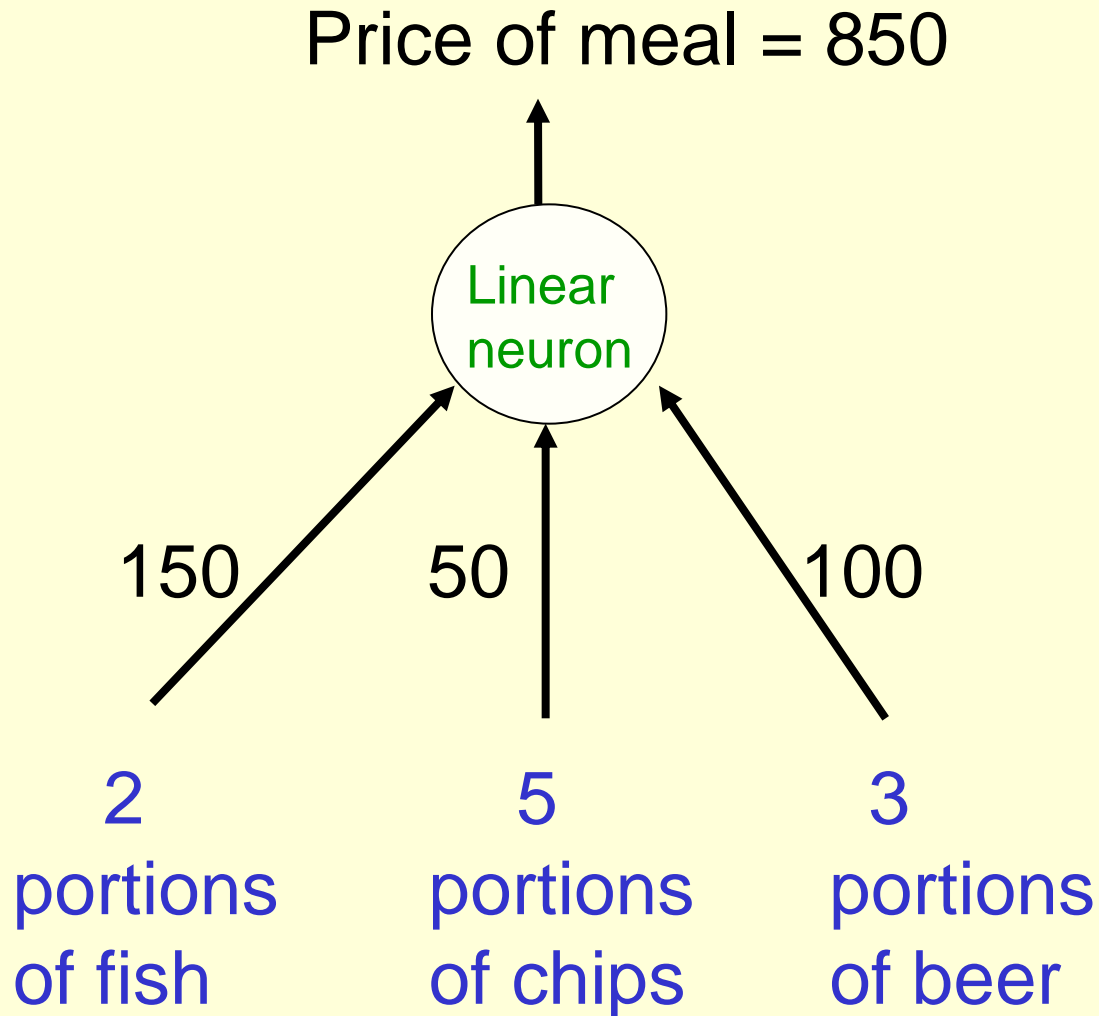 Price of meal = 850
Linear
neuron
150 50 100
2 5 3
portions portions portions
of fish of chips of beer